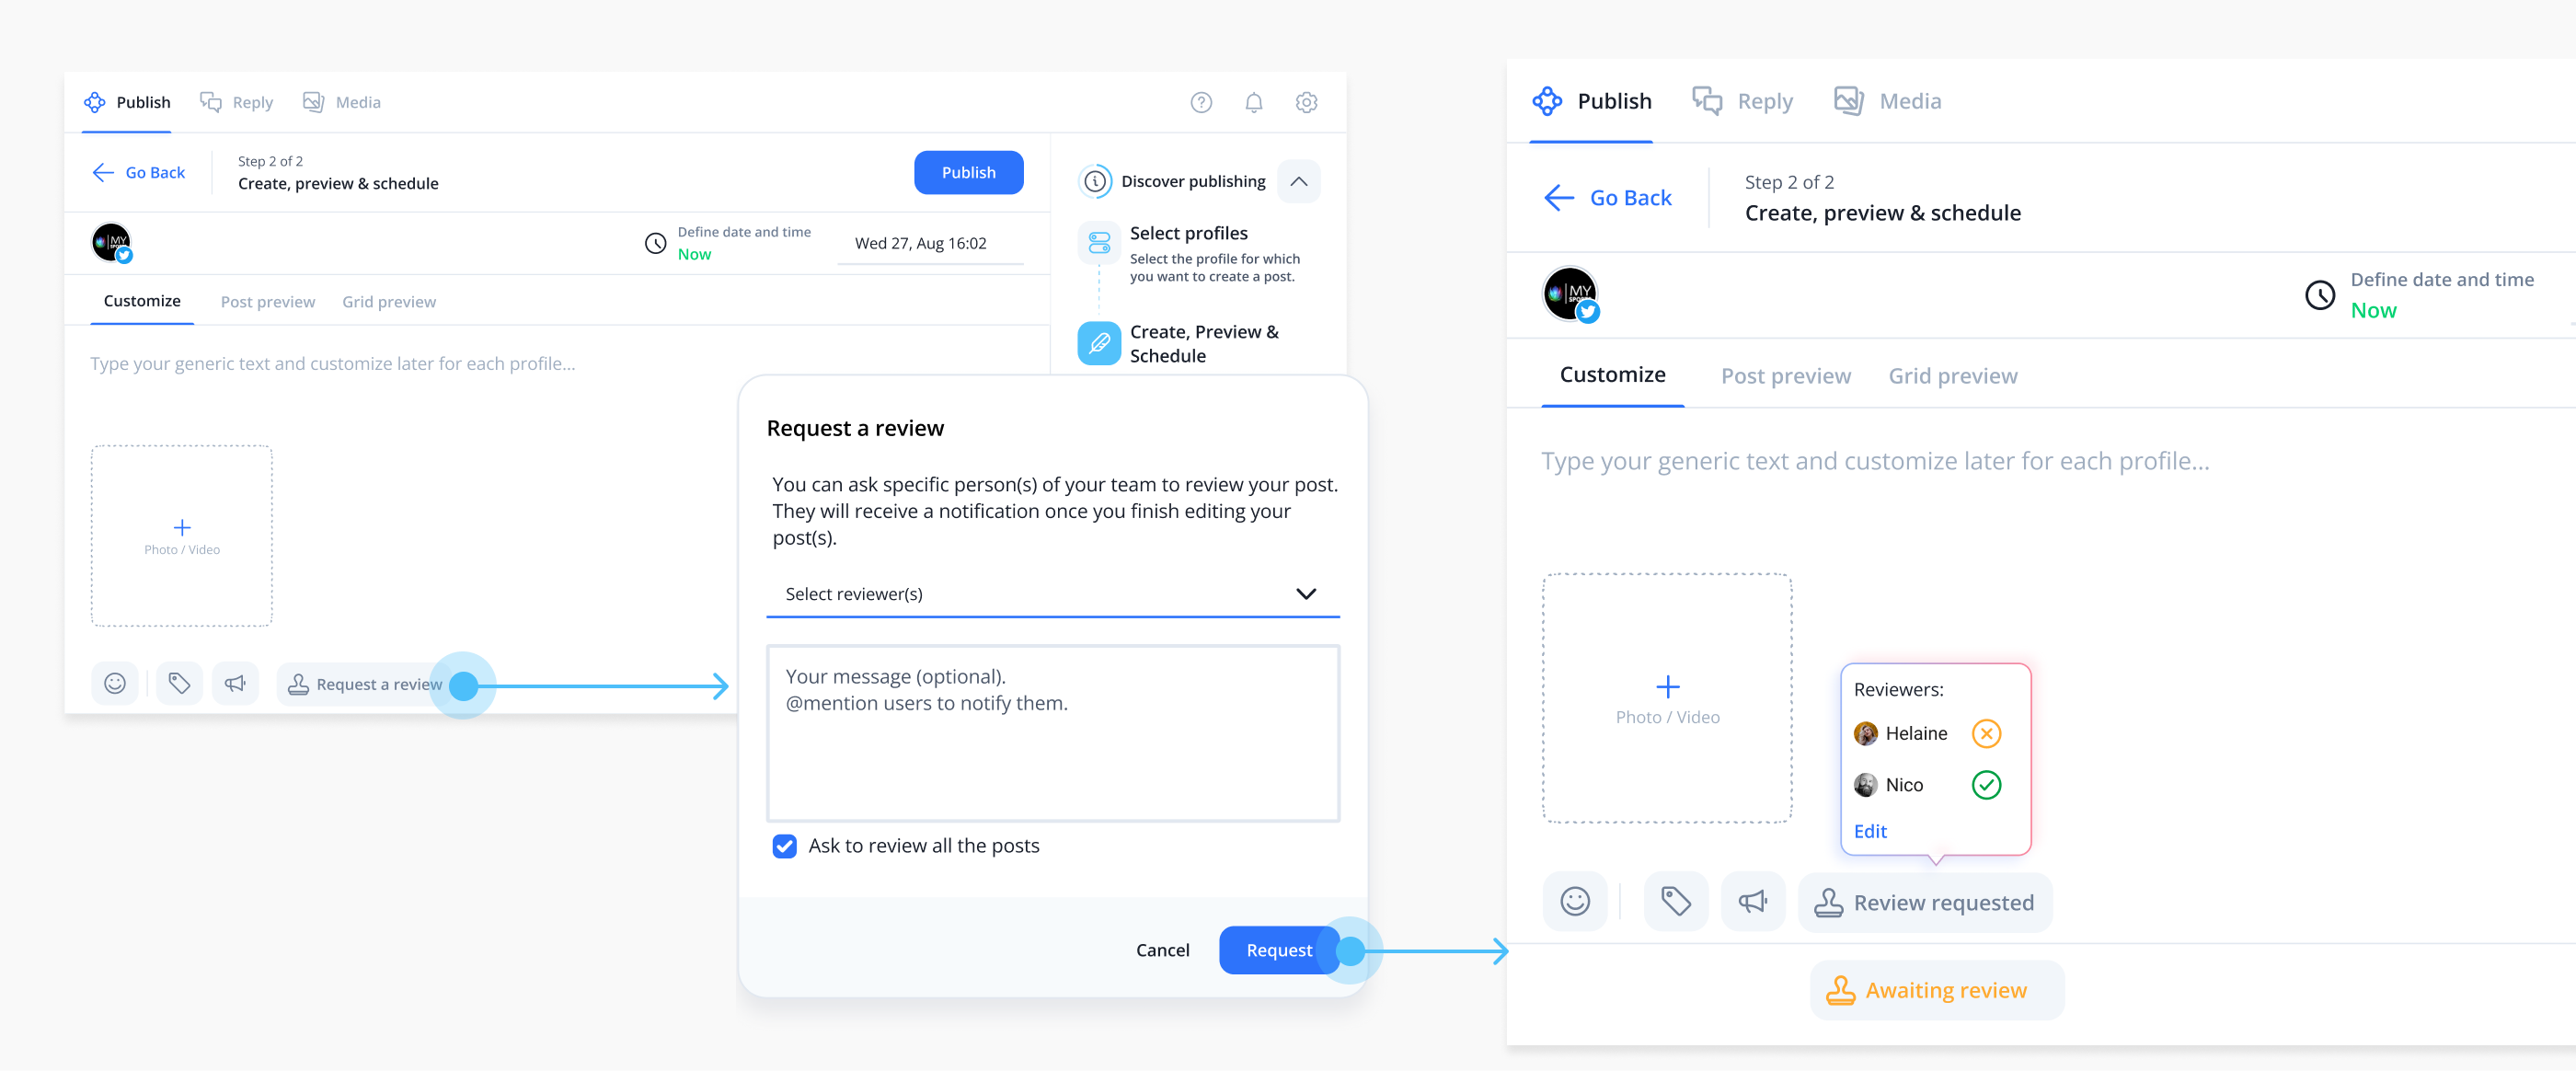 Publish
Reply
Media
Go Back
Step 2 of 2
Create, preview & schedule
Publish
MY
Define date and time
Now
Wed 27, Aug 16:02
Customize
Post preview
Grid preview
Type your generic text and customize later for each profile...
Photo / Video
Request a review
Discover publishing
Select profiles
Select the profile for which
you want to create a post.
Create, Preview &
Schedule
Request a review
You can ask specific person(s) of your team to review your post.
They will receive a notification once you finish editing your
post(s).
Select reviewer(s)
Your message (optional).
@mention users to notify them.
Ask to review all the posts
Cancel
Request
Publish
Reply
Media
Go Back
Step 2 of 2
Create, preview & schedule
MY
Define date and time
Now
Customize
Post preview
Grid preview
Type your generic text and customize later for each profile...
Photo / Video
Reviewers:
Helaine
Nico
Edit
Review requested
Awaiting review